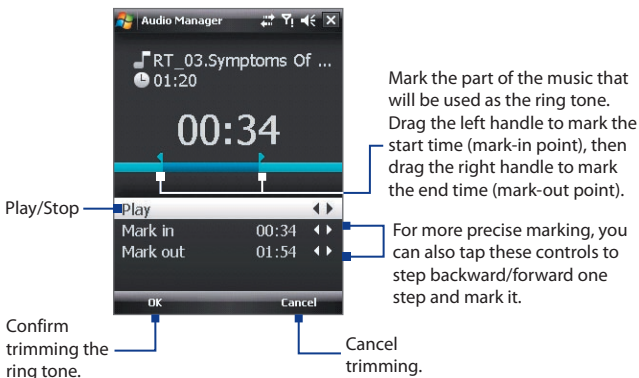 Audio Manager
RT_03.Symptoms Of ...
01:20
00:34
Play
Mark in 00:34
Mark out 01:54
OK Cancel
Mark the part of the music that
will be used as the ring tone.
Drag the left handle to mark the
start time (mark-in point), then
drag the right handle to mark
the end time (mark-out point).
Play/Stop
For more precise marking, you
can also tap these controls to
step backward/forward one
step and mark it.
Confirm
trimming the
ring tone.
Cancel
trimming.